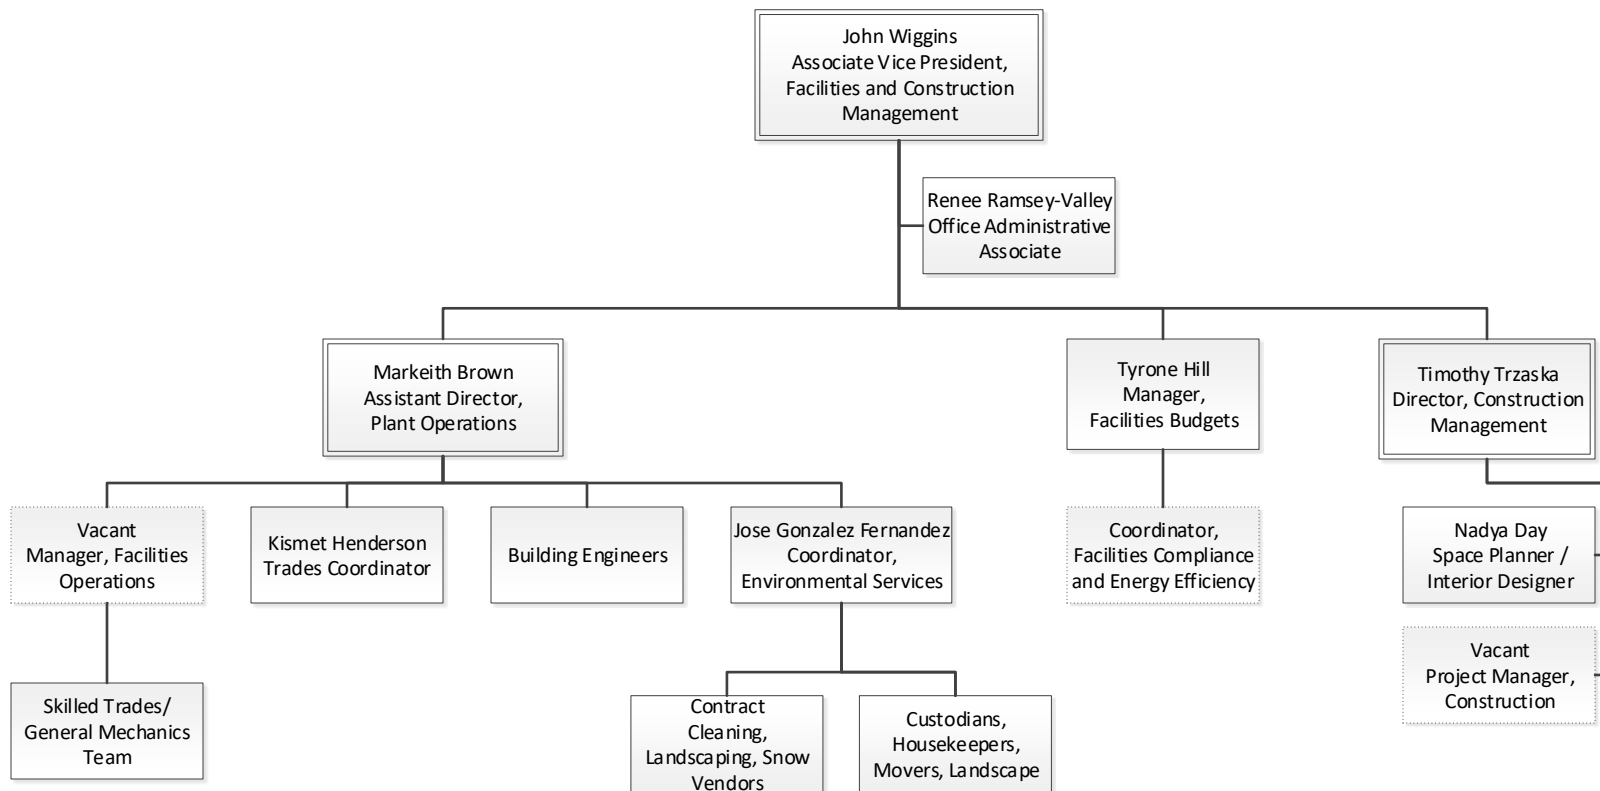 John Wiggins
Associate Vice President,
Facilities and Construction
Management
Renee Ramsey-Valley
Office Administrative
Associate
Markeith Brown
Assistant Director,
Plant Operations
Tyrone Hill
Manager,
Facilities Budgets
Timothy Trzaska
Director, Construction
Management
Vacant
Manager, Facilities
Operations
Kismet Henderson
Trades Coordinator
Building Engineers
Jose Gonzalez Fernandez
Coordinator,
Environmental Services
Coordinator,
Facilities Compliance
and Energy Efficiency
Nadya Day
Space Planner /
Interior Designer
Vacant
Project Manager,
Construction
Skilled Trades/
General Mechanics
Team
Contract
Cleaning,
Landscaping, Snow
Vendors
Custodians,
Housekeepers,
Movers, Landscape